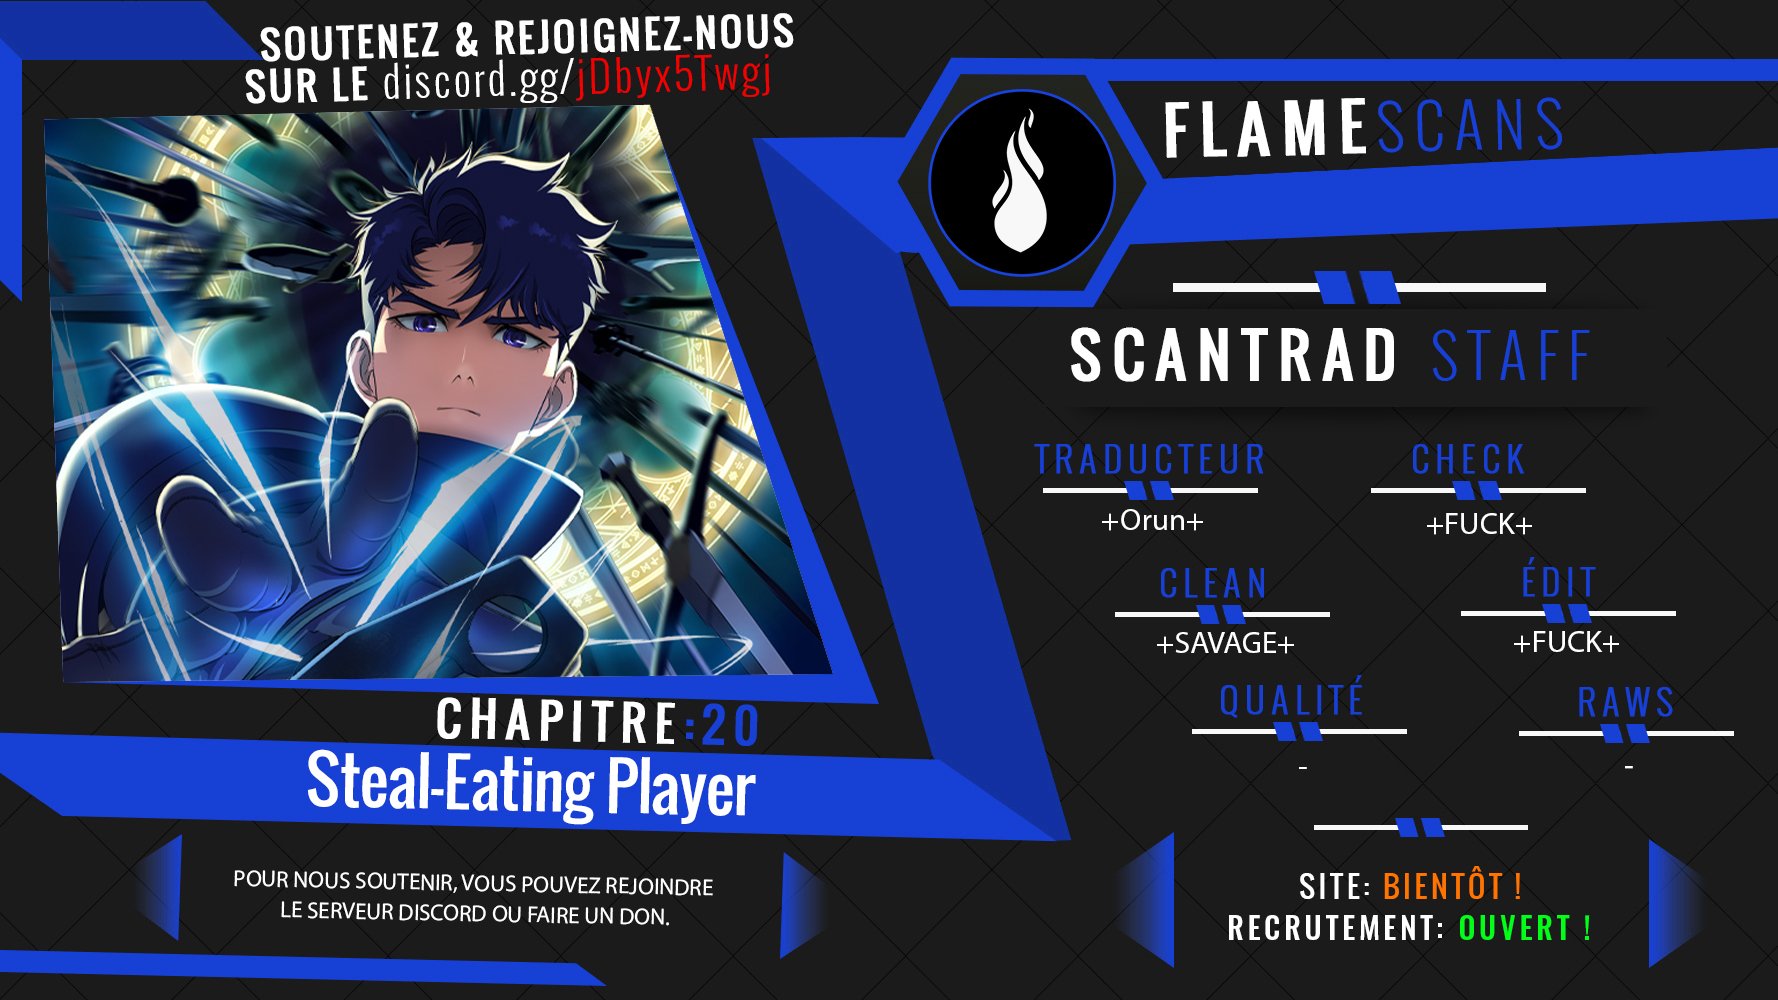 SOUTENEZ & REJOIGNEZ-NOUS
SUR LE discord.gg/jDbyx5Twgj
FLAMESCANS
SCANTRAD STAFF
TRADUCTEUR
+Orun+
CHECK
+FUCK+
CLEAN
+SAVAGE+
ÉDIT
+FUCK+
QUALITÉ
-
RAWS
-
CHAPITRE:20
Steal-Eating Player
POUR NOUS SOUTENIR, VOUS POUVEZ REJOINDRE
LE SERVEUR DISCORD OU FAIRE UN DON.
SITE: BIENTÔT !
RECRUTEMENT: OUVERT !